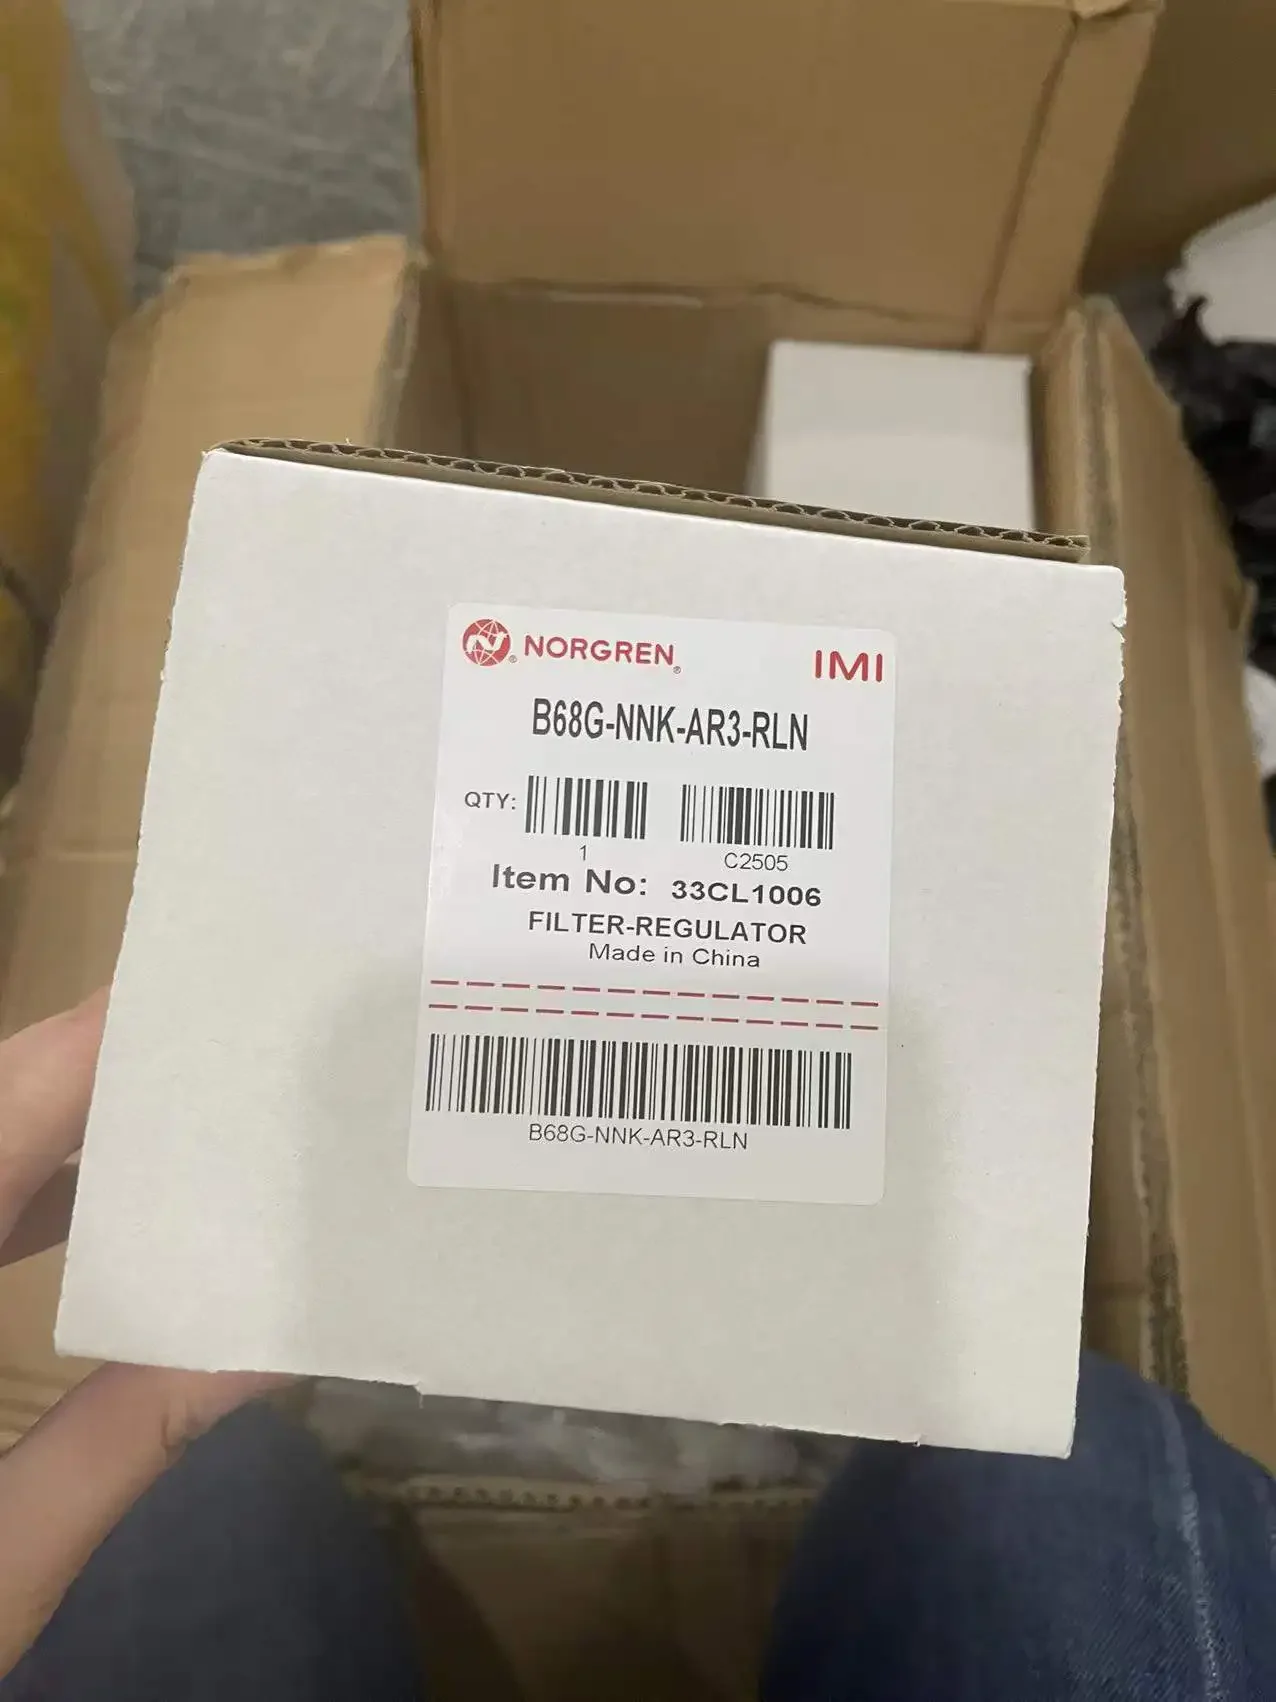 NORGREN® IMI
B68G-NNK-AR3-RLN
QTY:
1 C2505
Item No: 33CL1006
FILTER-REGULATOR
Made in China
B68G-NNK-AR3-RLN